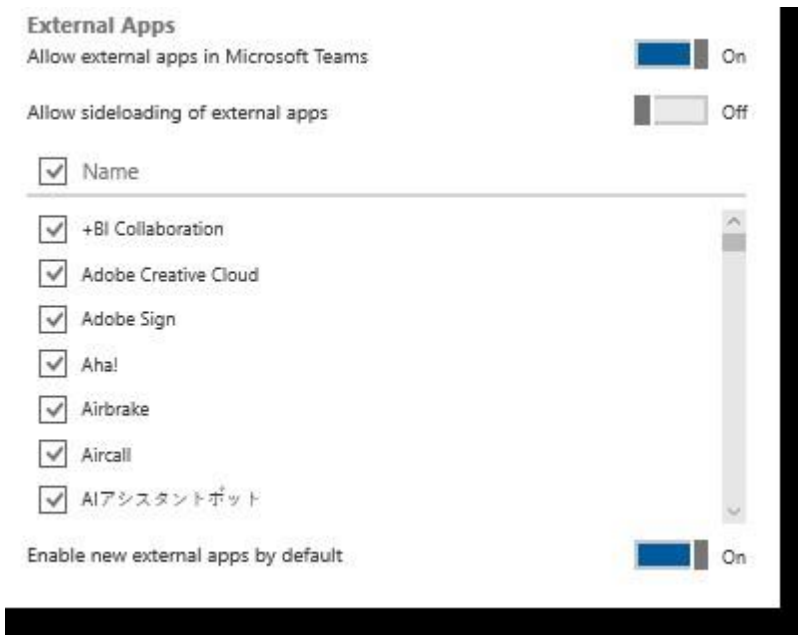 External Apps
Allow external apps in Microsoft Teams On
Allow sideloading of external apps Off
Name
+BI Collaboration
Adobe Creative Cloud
Adobe Sign
Aha!
Airbrake
Aircall
AIアシスタントボット
Enable new external apps by default On